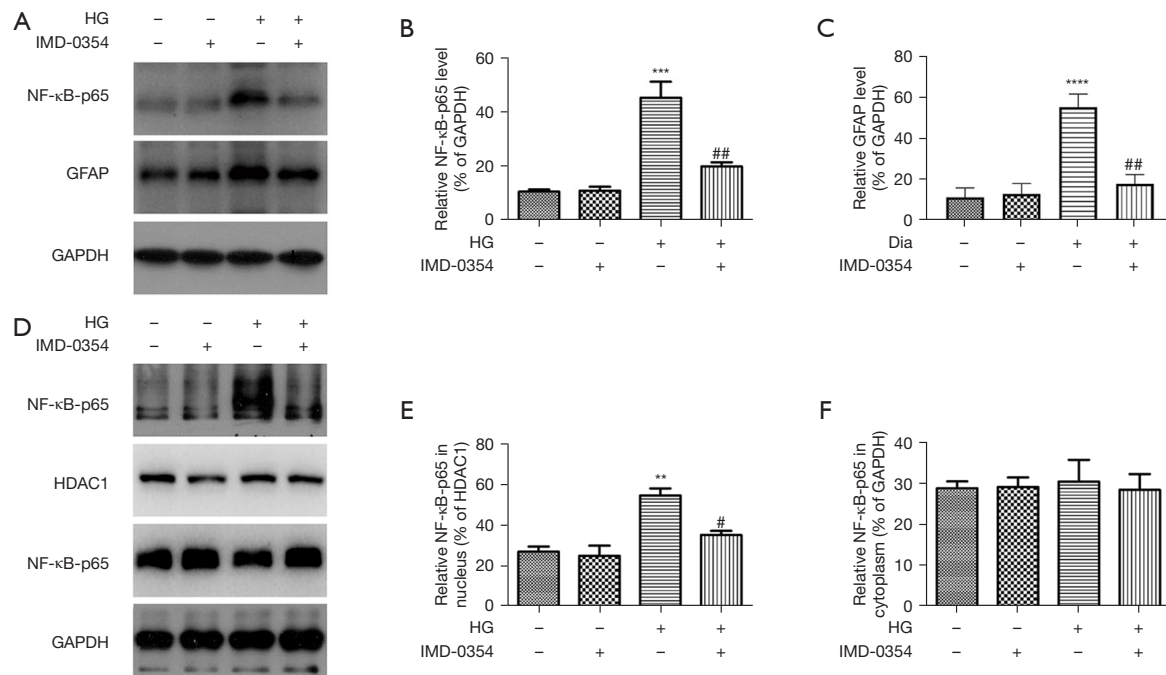 A
HG – – + +
IMD-0354 – + – +
NF-κB-p65
GFAP
GAPDH
B
Relative NF-κB-p65 level
(% of GAPDH)
60
40
20
0
***
##
HG – – + +
IMD-0354 – + – +
C
Relative GFAP level
(% of GAPDH)
80
60
40
20
0
****
##
Dia – – + +
IMD-0354 – + – +
D
HG – – + +
IMD-0354 – + – +
NF-κB-p65
HDAC1
NF-κB-p65
GAPDH
E
Relative NF-κB-p65 in
nucleus (% of HDAC1)
80
60
40
20
0
**
#
HG – – + +
IMD-0354 – + – +
F
Relative NF-κB-p65 in
cytoplasm (% of GAPDH)
40
30
20
10
0
HG – – + +
IMD-0354 – + – +